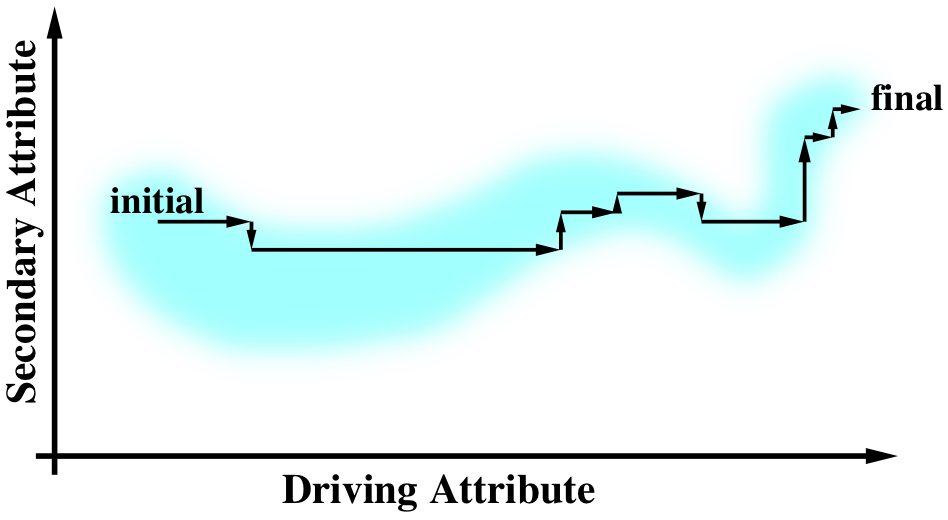 Secondary Attribute
initial
final
Driving Attribute